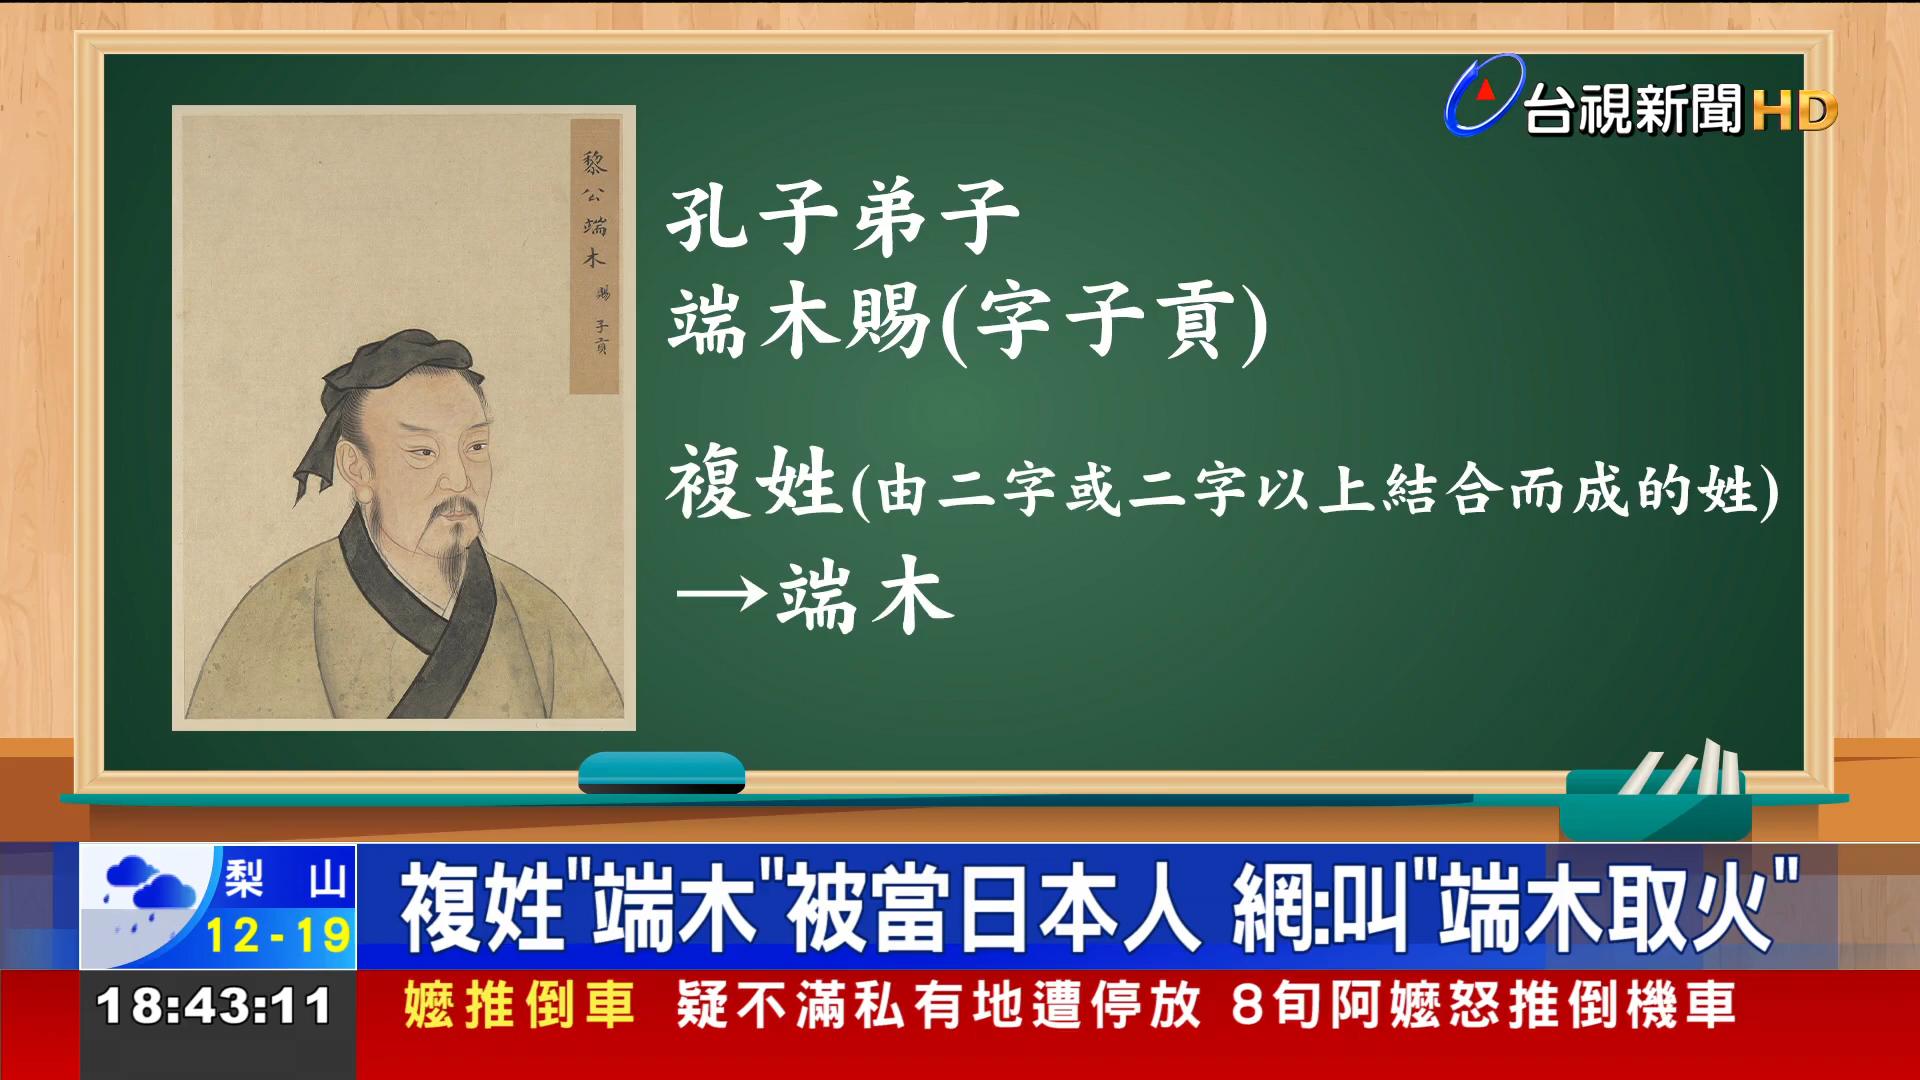 台視新聞HD
黎公端木賜子貢
孔子弟子
端木賜(字子貢)
複姓(由二字或二字以上結合而成的姓)
→端木
梨 山
12-19
複姓"端木"被當日本人 網:叫"端木取火"
18:43:11
嬤推倒車 疑不滿私有地遭停放 8旬阿嬤怒推倒機車